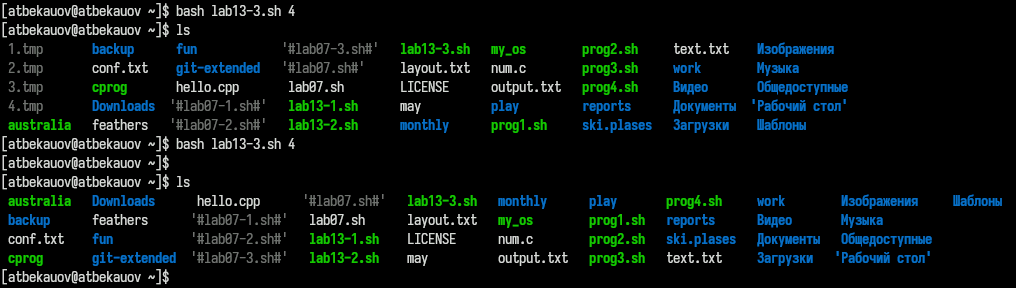 [atbekauov@atbekauov ~]$ bash lab13-3.sh 4
[atbekauov@atbekauov ~]$ ls
1.tmp backup fun '#lab07-3.sh#' lab13-3.sh my_os prog2.sh text.txt Изображения
2.tmp conf.txt git-extended '#lab07.sh#' layout.txt num.c prog3.sh work Музыка
3.tmp cprog hello.cpp lab07.sh LICENSE output.txt prog4.sh Видео Общедоступные
4.tmp Downloads '#lab07-1.sh#' lab13-1.sh may play reports Документы 'Рабочий стол'
australia feathers '#lab07-2.sh#' lab13-2.sh monthly prog1.sh ski.plases Загрузки Шаблоны
[atbekauov@atbekauov ~]$ bash lab13-3.sh 4
[atbekauov@atbekauov ~]$
[atbekauov@atbekauov ~]$ ls
australia Downloads hello.cpp '#lab07.sh#' lab13-3.sh monthly play prog4.sh work Изображения Шаблоны
backup feathers '#lab07-1.sh#' lab07.sh layout.txt my_os prog1.sh reports Видео Музыка
conf.txt fun '#lab07-2.sh#' lab13-1.sh LICENSE num.c prog2.sh ski.plases Документы Общедоступные
cprog git-extended '#lab07-3.sh#' lab13-2.sh may output.txt prog3.sh text.txt Загрузки 'Рабочий стол'
[atbekauov@atbekauov ~]$